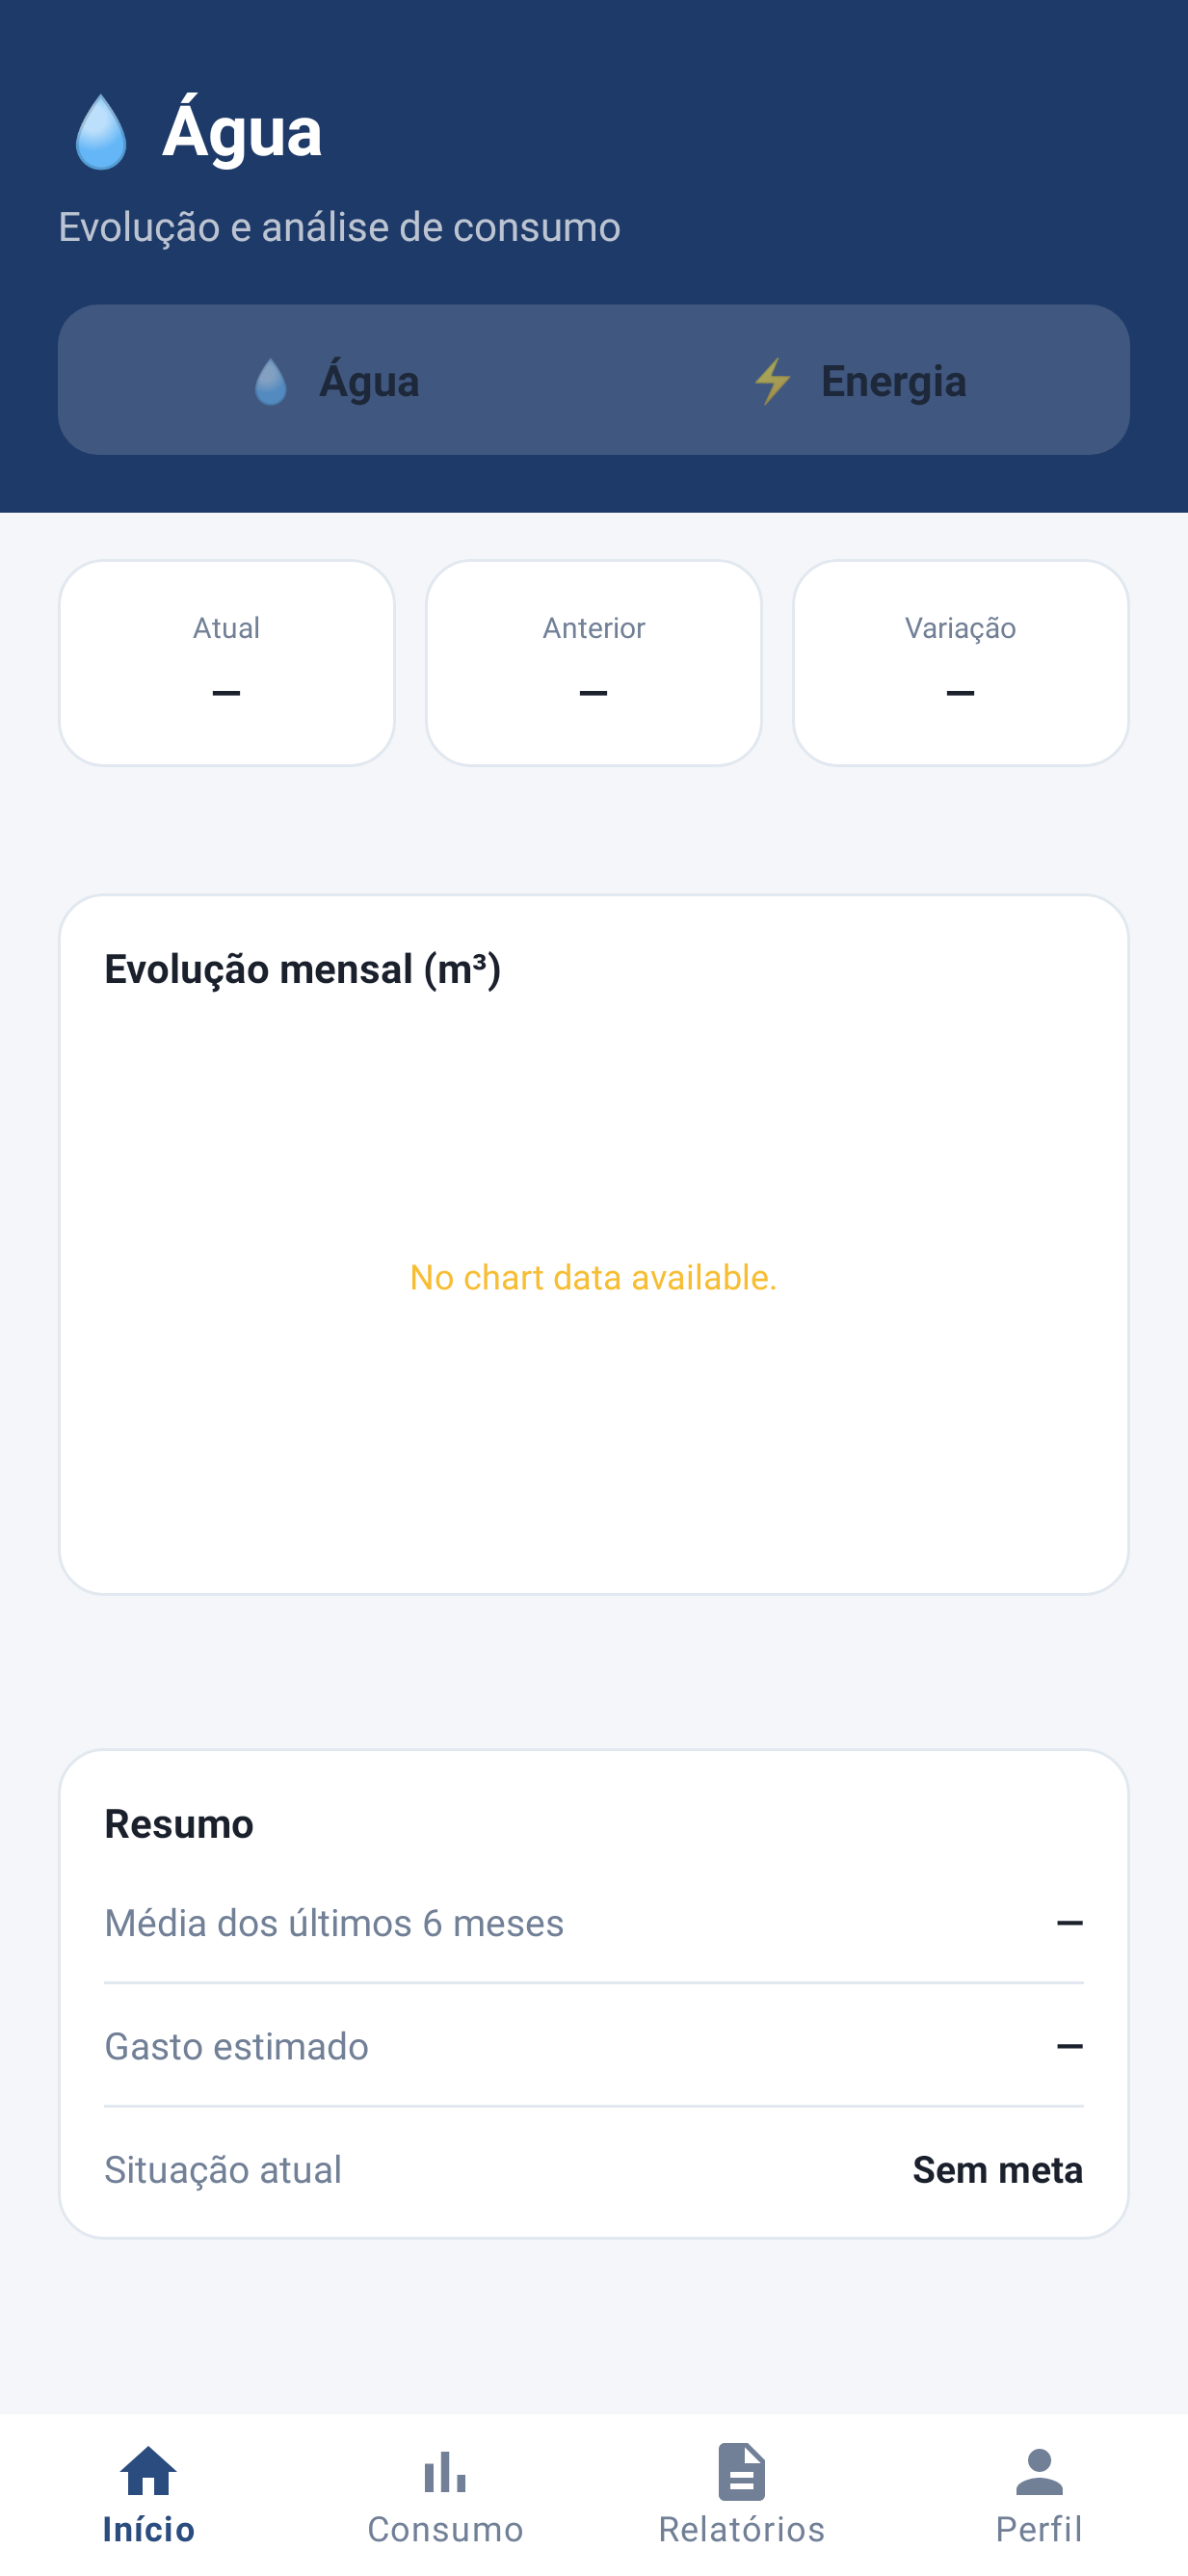 💧 Água
Evolução e análise de consumo
💧 Água ⚡ Energia
Atual Anterior Variação
— — —
Evolução mensal (m³)
No chart data available.
Resumo
Média dos últimos 6 meses —
Gasto estimado —
Situação atual Sem meta
Início Consumo Relatórios Perfil